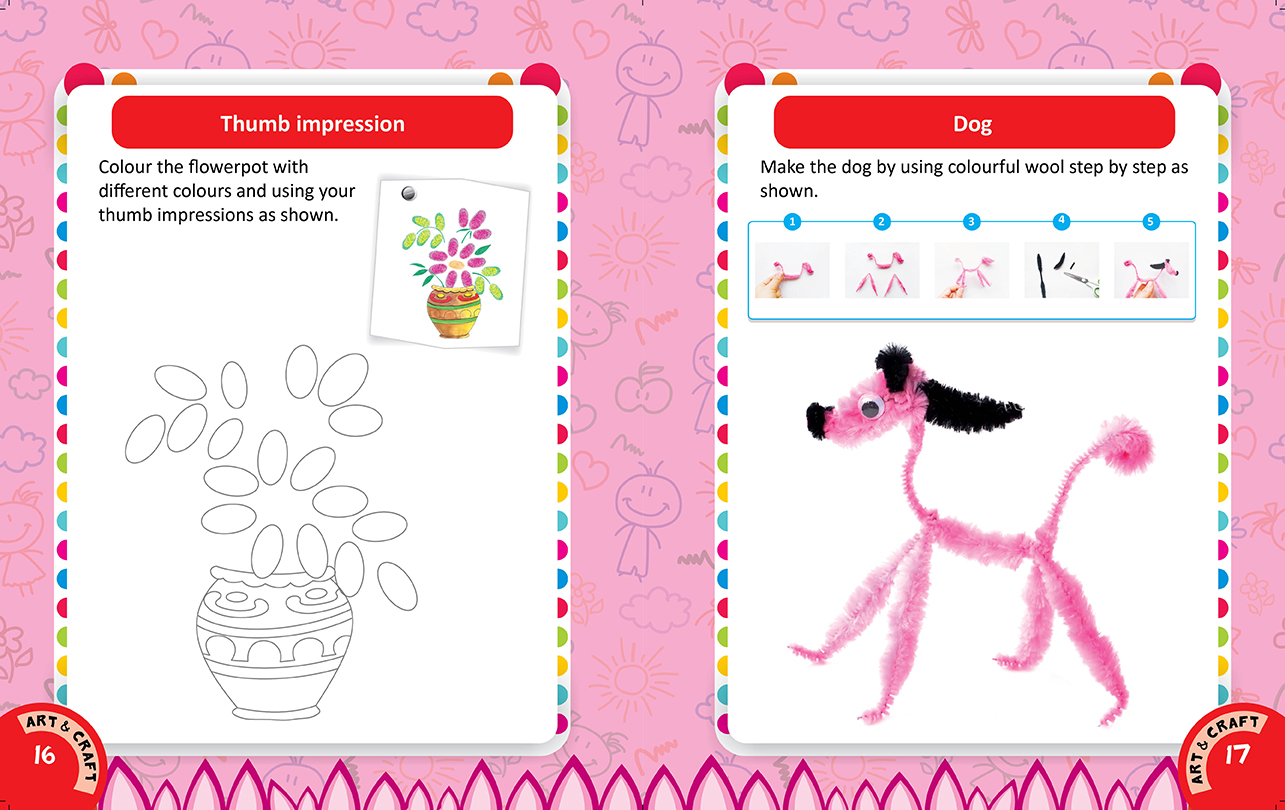 Thumb impression
Colour the flowerpot with
different colours and using your
thumb impressions as shown.
ART & CRAFT
16
Dog
Make the dog by using colourful wool step by step as
shown.
1 2 3 4 5
ART & CRAFT
17